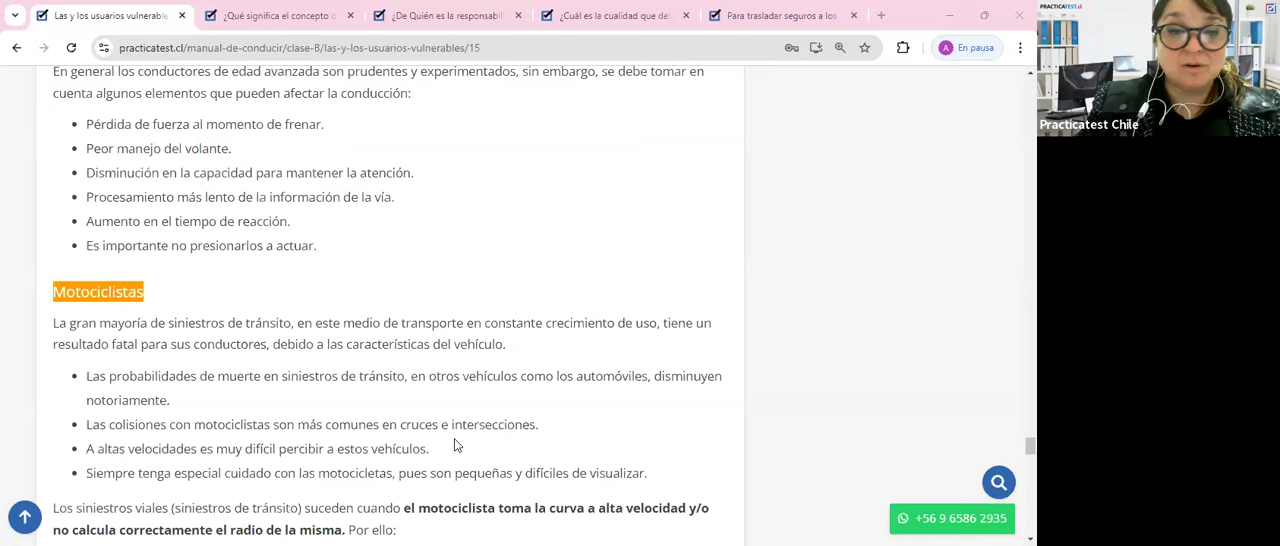 Las y los usuarios vulnerable
¿Qué significa el concepto d
¿De Quién es la responsabil
¿Cuál es la cualidad que de
Para trasladar seguros a los
practicatest.cl/manual-de-conducir/clase-B/las-y-los-usuarios-vulnerables/15
A En pausa
PRACTICATEST.cl
Practicatest Chile
En general los conductores de edad avanzada son prudentes y experimentados, sin embargo, se debe tomar en
cuenta algunos elementos que pueden afectar la conducción:
• Pérdida de fuerza al momento de frenar.
• Peor manejo del volante.
• Disminución en la capacidad para mantener la atención.
• Procesamiento más lento de la información de la vía.
• Aumento en el tiempo de reacción.
• Es importante no presionarlos a actuar.
Motociclistas
La gran mayoría de siniestros de tránsito, en este medio de transporte en constante crecimiento de uso, tiene un
resultado fatal para sus conductores, debido a las características del vehículo.
• Las probabilidades de muerte en siniestros de tránsito, en otros vehículos como los automóviles, disminuyen
notoriamente.
• Las colisiones con motociclistas son más comunes en cruces e intersecciones.
• A altas velocidades es muy difícil percibir a estos vehículos.
• Siempre tenga especial cuidado con las motocicletas, pues son pequeñas y difíciles de visualizar.
Los siniestros viales (siniestros de tránsito) suceden cuando el motociclista toma la curva a alta velocidad y/o
no calcula correctamente el radio de la misma. Por ello:
+56 9 6586 2935